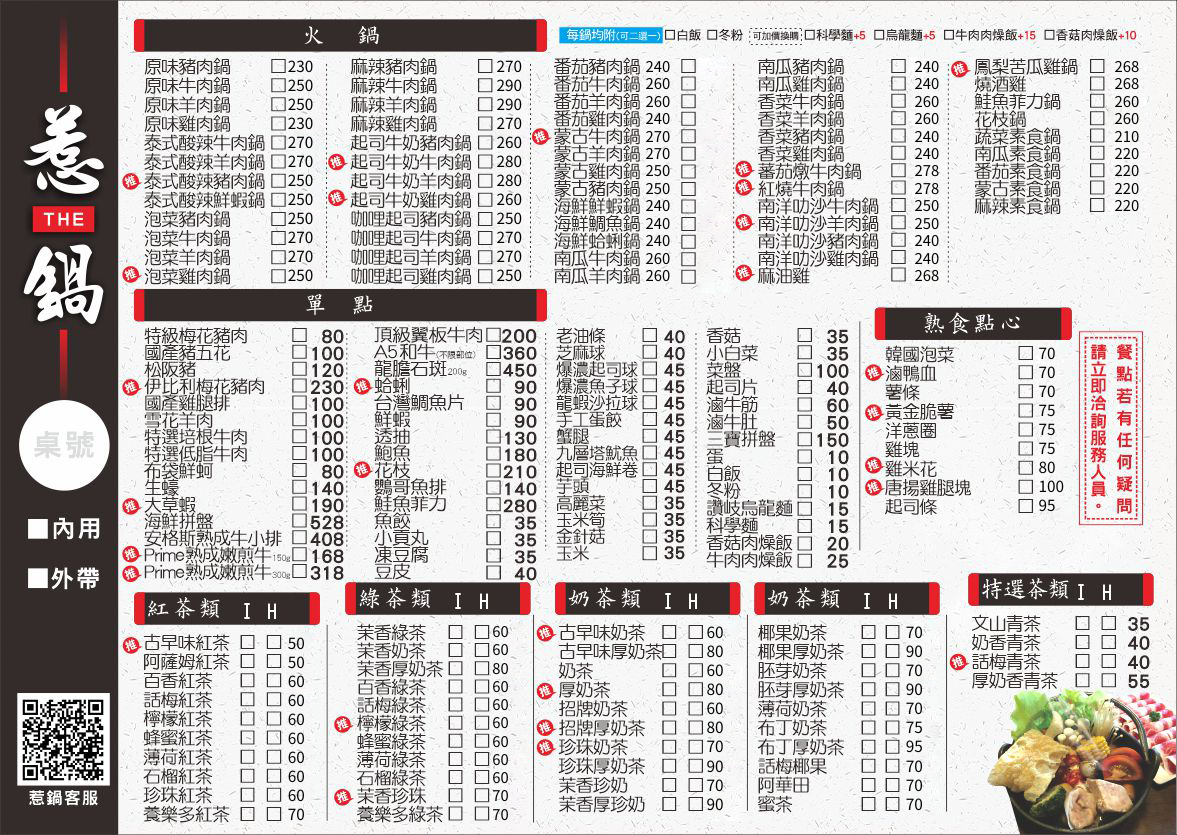 惹
THE
鍋
桌號
■內用
■外帶
惹鍋客服
火 鍋
每鍋均附(可二選一) □白飯 □冬粉 可加價換購 □科學麵+5 □烏龍麵+5 □牛肉肉燥飯+15 □香菇肉燥飯+10
原味豬肉鍋 □230
原味牛肉鍋 □250
原味羊肉鍋 □250
原味雞肉鍋 □230
泰式酸辣牛肉鍋 □270
泰式酸辣羊肉鍋 □270
推 泰式酸辣豬肉鍋 □250
泰式酸辣鮮蝦鍋 □250
泡菜豬肉鍋 □250
泡菜牛肉鍋 □270
泡菜羊肉鍋 □270
推 泡菜雞肉鍋 □250
麻辣豬肉鍋 □270
麻辣牛肉鍋 □290
麻辣羊肉鍋 □290
麻辣雞肉鍋 □270
起司牛奶豬肉鍋 □260
推 起司牛奶牛肉鍋 □280
起司牛奶羊肉鍋 □280
推 起司牛奶雞肉鍋 □260
咖哩起司豬肉鍋 □250
咖哩起司牛肉鍋 □270
咖哩起司羊肉鍋 □270
咖哩起司雞肉鍋 □250
番茄豬肉鍋 240 □
番茄牛肉鍋 260 □
番茄羊肉鍋 260 □
番茄雞肉鍋 240 □
推 蒙古牛肉鍋 270 □
蒙古羊肉鍋 270 □
蒙古雞肉鍋 250 □
蒙古豬肉鍋 250 □
海鮮鮮蝦鍋 240 □
海鮮鯛魚鍋 240 □
海鮮蛤蜊鍋 240 □
南瓜牛肉鍋 260 □
南瓜羊肉鍋 260 □
南瓜豬肉鍋 □ 240
南瓜雞肉鍋 □ 240
香菜牛肉鍋 □ 260
香菜羊肉鍋 □ 260
香菜豬肉鍋 □ 240
香菜雞肉鍋 □ 240
推 番茄燉牛肉鍋 □ 278
推 紅燒牛肉鍋 □ 278
南洋叻沙牛肉鍋 □ 250
推 南洋叻沙羊肉鍋 □ 250
南洋叻沙豬肉鍋 □ 240
南洋叻沙雞肉鍋 □ 240
推 麻油雞 □ 268
推 鳳梨苦瓜雞鍋 □ 268
燒酒雞 □ 268
鮭魚菲力鍋 □ 260
花枝鍋 □ 260
蔬菜素食鍋 □ 210
南瓜素食鍋 □ 220
番茄素食鍋 □ 220
蒙古素食鍋 □ 220
麻辣素食鍋 □ 220
單 點
特級梅花豬肉 □ 80
國產豬五花 □ 100
松阪豬 □ 120
推 伊比利梅花豬肉 □ 230
國產雞腿排 □ 100
雪花羊肉 □ 100
特選培根牛肉 □ 100
特選低脂牛肉 □ 100
布袋鮮蚵 □ 80
生蠔 □ 140
推 大草蝦 □ 190
海鮮拼盤 □ 528
安格斯熟成牛小排 □ 408
推 Prime熟成嫩煎牛150g □ 168
推 Prime熟成嫩煎牛300g □ 318
頂級翼板牛肉 □200
A5和牛(不限部位) □360
龍膽石斑200g □450
推 蛤蜊 □ 90
台灣鯛魚片 □ 90
鮮蝦 □ 90
透抽 □130
鮑魚 □180
推 花枝 □210
鸚哥魚排 □140
鮭魚菲力 □280
魚餃 □ 35
小貢丸 □ 35
凍豆腐 □ 35
豆皮 □ 40
老油條 □ 40
芝麻球 □ 40
爆濃起司球 □ 45
爆濃魚子球 □ 45
龍蝦沙拉球 □ 45
手工蛋餃 □ 45
蟹腿 □ 45
九層塔魷魚 □ 45
起司海鮮卷 □ 45
芋頭 □ 45
高麗菜 □ 35
玉米筍 □ 35
金針菇 □ 35
玉米 □ 35
香菇 □ 35
小白菜 □ 35
菜盤 □100
起司片 □ 40
滷牛筋 □ 60
滷牛肚 □ 50
三寶拼盤 □150
蛋 □ 10
白飯 □ 10
冬粉 □ 10
讚岐烏龍麵 □ 15
科學麵 □ 15
香菇肉燥飯 □ 20
牛肉肉燥飯 □ 25
熟食點心
韓國泡菜 □ 70
推 滷鴨血 □ 70
薯條 □ 70
推 黃金脆薯 □ 75
洋蔥圈 □ 75
雞塊 □ 75
推 雞米花 □ 80
推 唐揚雞腿塊 □ 100
起司條 □ 95
餐點若有任何疑問
請立即洽詢服務人員。
紅茶類 I H
推 古早味紅茶 □ □ 50
阿薩姆紅茶 □ □ 50
百香紅茶 □ □ 60
話梅紅茶 □ □ 60
檸檬紅茶 □ □ 60
蜂蜜紅茶 □ □ 60
薄荷紅茶 □ □ 60
石榴紅茶 □ □ 60
珍珠紅茶 □ □ 60
養樂多紅茶 □ □ 70
綠茶類 I H
茉香綠茶 □ □60
茉香奶茶 □ □60
茉香厚奶茶 □ □80
百香綠茶 □ □60
話梅綠茶 □ □60
推 檸檬綠茶 □ □60
蜂蜜綠茶 □ □60
薄荷綠茶 □ □60
石榴綠茶 □ □60
推 茉香珍珠 □ □70
養樂多綠茶 □ □70
奶茶類 I H
推 古早味奶茶 □ □60
古早味厚奶茶□ □80
奶茶 □ □60
推 厚奶茶 □ □80
招牌奶茶 □ □60
推 招牌厚奶茶 □ □80
推 珍珠奶茶 □ □70
珍珠厚奶茶 □ □90
茉香珍奶 □ □70
茉香厚珍奶 □ □90
奶茶類 I H
椰果奶茶 □ □ 70
椰果厚奶茶 □ □ 90
胚芽奶茶 □ □ 70
胚芽厚奶茶 □ □ 90
薄荷奶茶 □ □ 70
布丁奶茶 □ □ 75
布丁厚奶茶 □ □ 95
話梅椰果 □ □ 70
阿華田 □ □ 70
蜜茶 □ □ 70
特選茶類 I H
文山青茶 □ □ 35
奶香青茶 □ □ 40
推 話梅青茶 □ □ 40
厚奶香青茶 □ □ 55